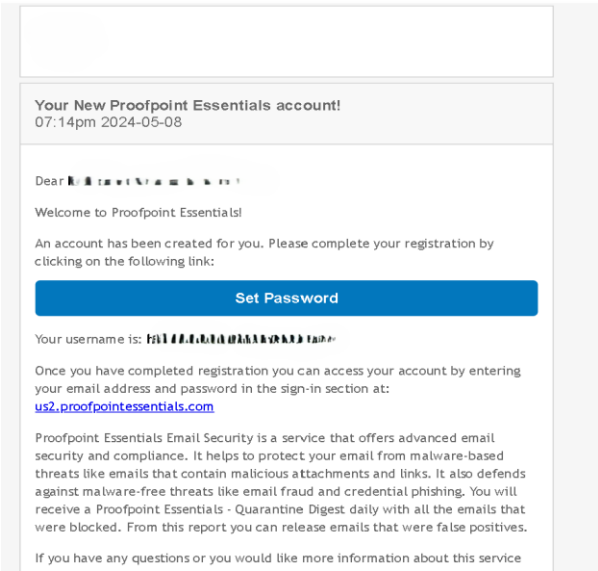 Your New Proofpoint Essentials account!
07:14pm 2024-05-08
Dear
Welcome to Proofpoint Essentials!
An account has been created for you. Please complete your registration by
clicking on the following link:
Set Password
Your username is:
Once you have completed registration you can access your account by entering
your email address and password in the sign-in section at:
us2.proofpointessentials.com
Proofpoint Essentials Email Security is a service that offers advanced email
security and compliance. It helps to protect your email from malware-based
threats like emails that contain malicious attachments and links. It also defends
against malware-free threats like email fraud and credential phishing. You will
receive a Proofpoint Essentials - Quarantine Digest daily with all the emails that
were blocked. From this report you can release emails that were false positives.
If you have any questions or you would like more information about this service